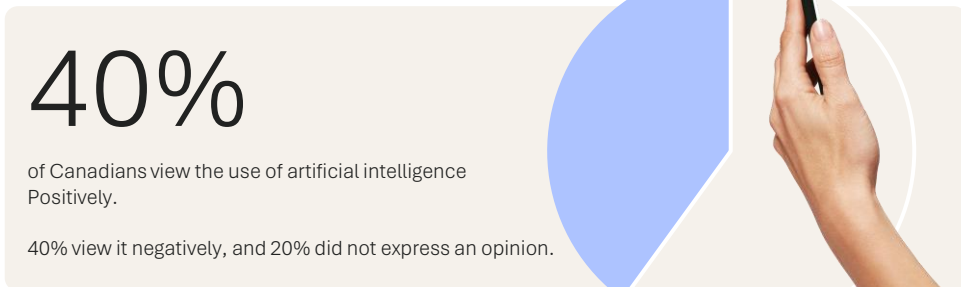 40%
of Canadians view the use of artificial intelligence
Positively.
40% view it negatively, and 20% did not express an opinion.